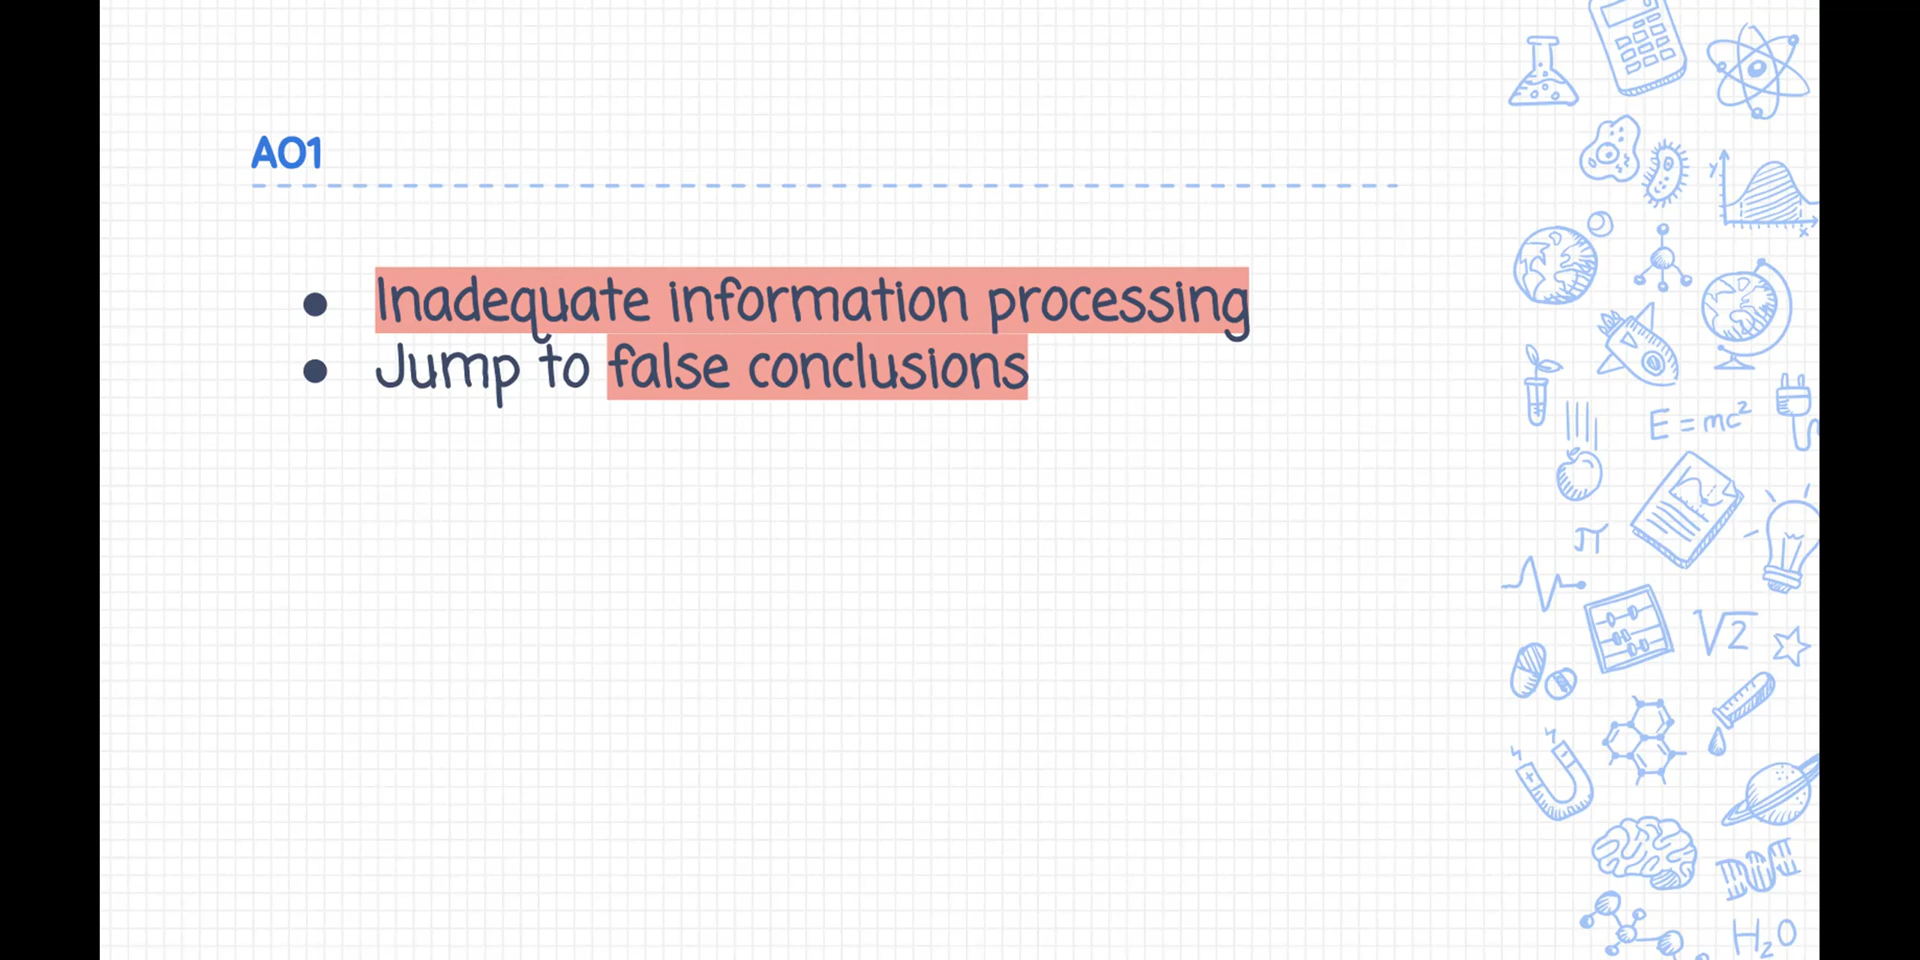 AO1
● Inadequate information processing
● Jump to false conclusions
y
x
E = mc²
π
√2
H₂O